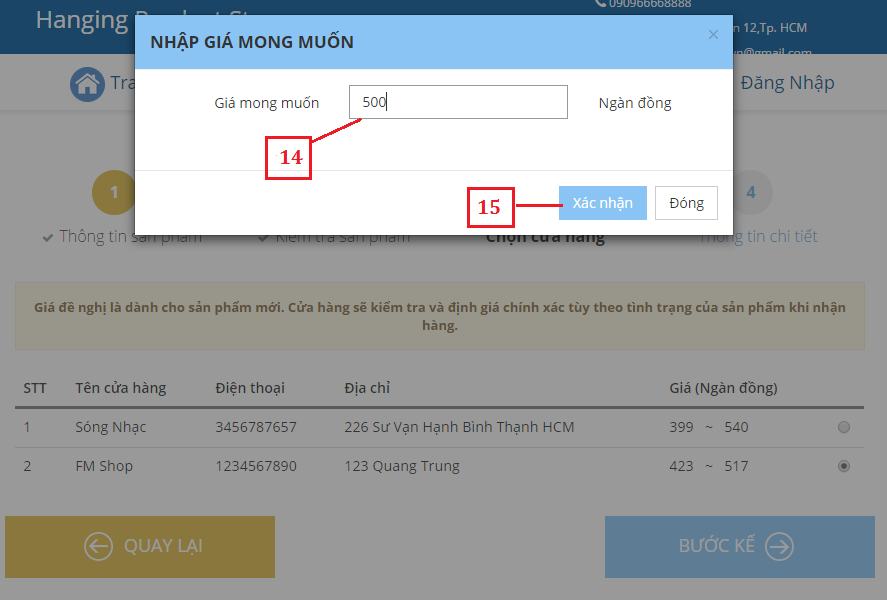 Hanging
090966668888
NHẬP GIÁ MONG MUỐN
×
n 12,Tp. HCM
@gmail.com
Đăng Nhập
Giá mong muốn 500 Ngàn đồng
14
15 Xác nhận Đóng
1 4
Thông tin sản phẩm Kiểm tra sản phẩm Chọn cửa hàng Thông tin chi tiết
Giá đề nghị là dành cho sản phẩm mới. Cửa hàng sẽ kiểm tra và định giá chính xác tùy theo tình trạng của sản phẩm khi nhận
hàng.
STT Tên cửa hàng Điện thoại Địa chỉ Giá (Ngàn đồng)
1 Sóng Nhạc 3456787657 226 Sư Vạn Hạnh Bình Thạnh HCM 399 ~ 540
2 FM Shop 1234567890 123 Quang Trung 423 ~ 517
QUAY LẠI BƯỚC KẾ